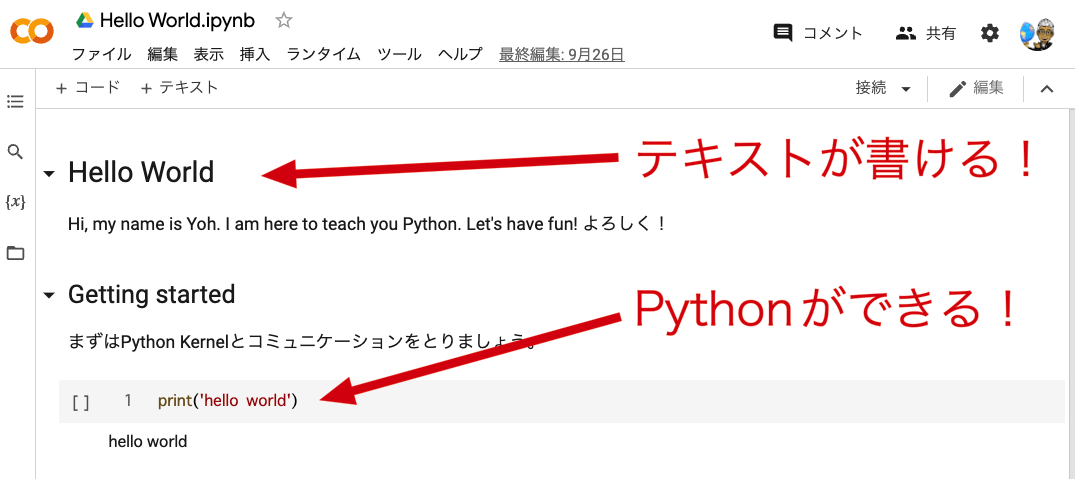 Hello World.ipynb
ファイル 編集 表示 挿入 ランタイム ツール ヘルプ 最終編集: 9月26日
コメント 共有
+ コード + テキスト 接続 編集
{x}
Hello World
テキストが書ける！
Hi, my name is Yoh. I am here to teach you Python. Let's have fun! よろしく！
Getting started
Pythonができる！
まずはPython Kernelとコミュニケーションをとりましょう。
[ ] 1 print('hello world')
hello world